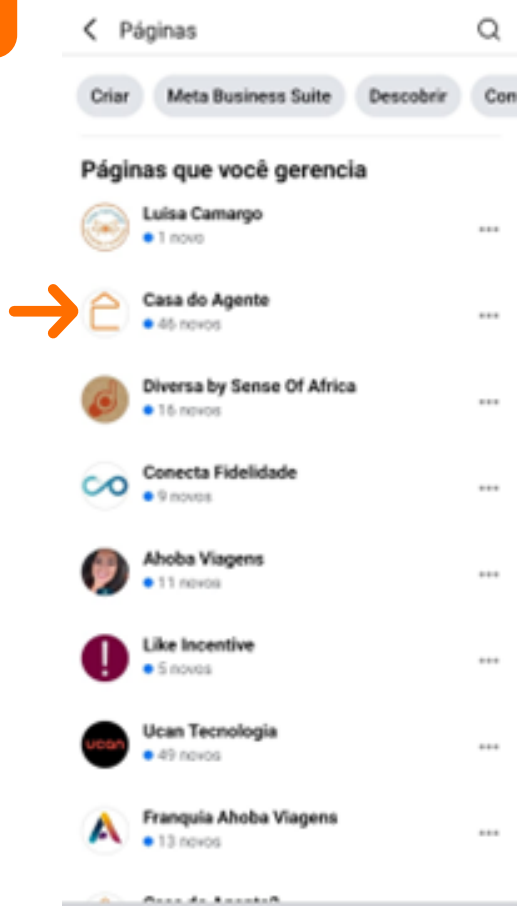 Páginas
Criar
Meta Business Suite
Descobrir
Con
Páginas que você gerencia
Luísa Camargo
1 novo
Casa do Agente
46 novos
Diversa by Sense Of Africa
16 novos
Conecta Fidelidade
9 novos
Ahoba Viagens
11 novos
Like Incentive
5 novos
ucan
Ucan Tecnologia
49 novos
Franquia Ahoba Viagens
13 novos